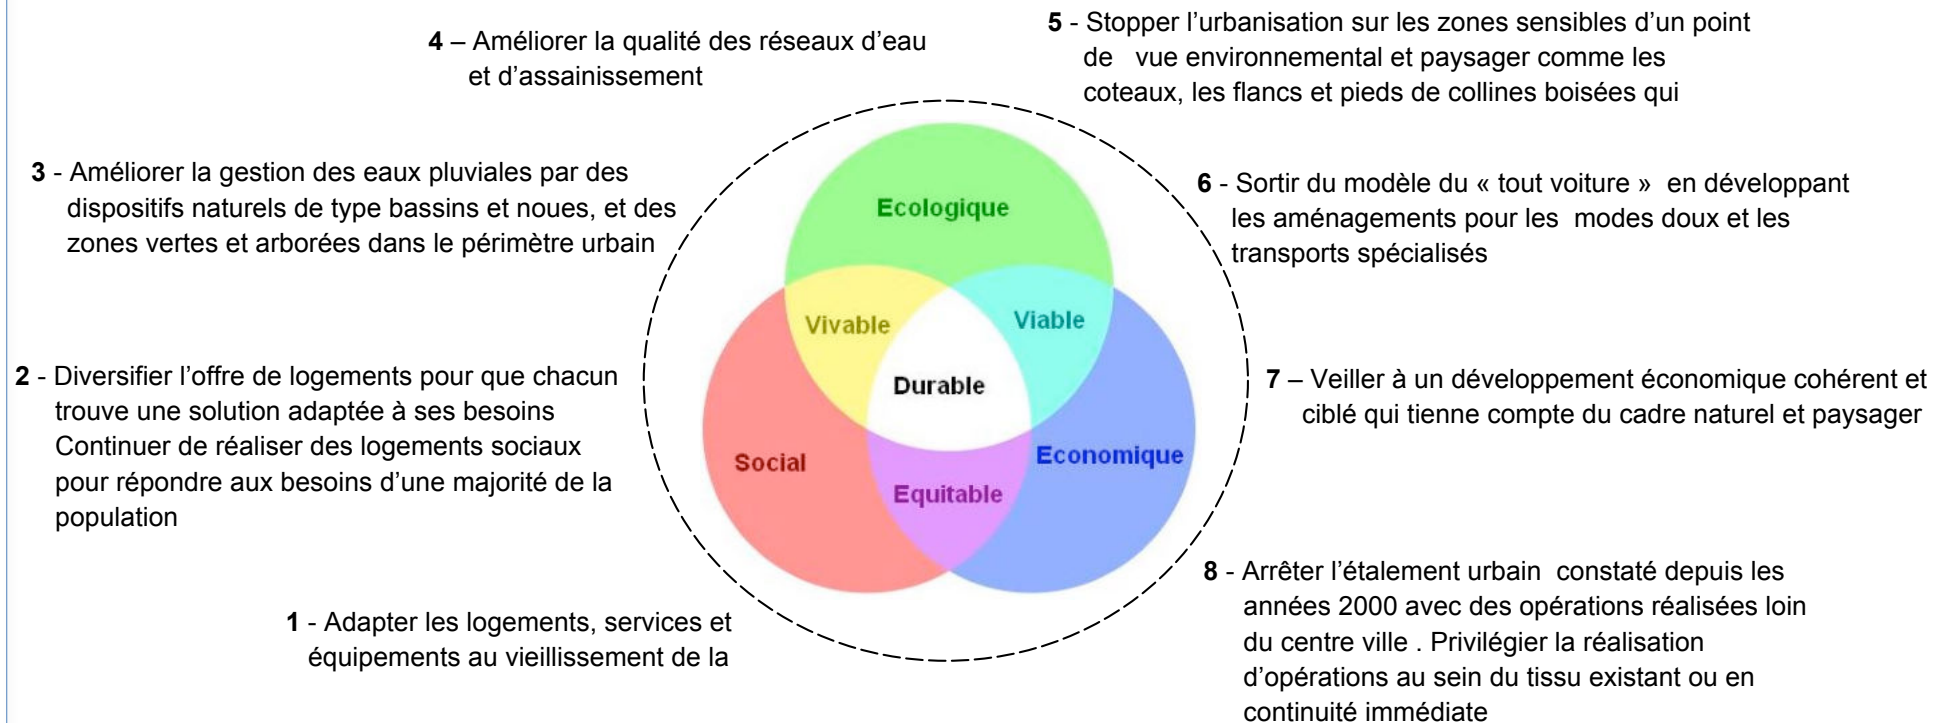 4 – Améliorer la qualité des réseaux d'eau
et d'assainissement
5 - Stopper l'urbanisation sur les zones sensibles d'un point
de vue environnemental et paysager comme les
coteaux, les flancs et pieds de collines boisées qui
3 - Améliorer la gestion des eaux pluviales par des
dispositifs naturels de type bassins et noues, et des
zones vertes et arborées dans le périmètre urbain
6 - Sortir du modèle du « tout voiture » en développant
les aménagements pour les modes doux et les
transports spécialisés
Ecologique
Vivable
Viable
Durable
Social
Economique
Equitable
2 - Diversifier l'offre de logements pour que chacun
trouve une solution adaptée à ses besoins
Continuer de réaliser des logements sociaux
pour répondre aux besoins d'une majorité de la
population
7 – Veiller à un développement économique cohérent et
ciblé qui tienne compte du cadre naturel et paysager
1 - Adapter les logements, services et
équipements au vieillissement de la
8 - Arrêter l'étalement urbain constaté depuis les
années 2000 avec des opérations réalisées loin
du centre ville . Privilégier la réalisation
d'opérations au sein du tissu existant ou en
continuité immédiate